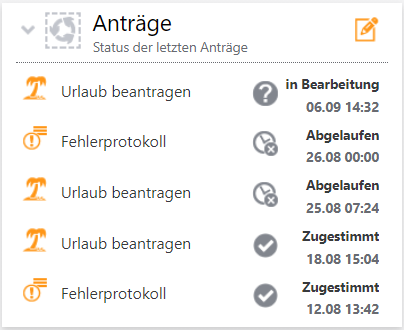 Anträge
Status der letzten Anträge
Urlaub beantragen
in Bearbeitung
06.09 14:32
Fehlerprotokoll
Abgelaufen
26.08 00:00
Urlaub beantragen
Abgelaufen
25.08 07:24
Urlaub beantragen
Zugestimmt
18.08 15:04
Fehlerprotokoll
Zugestimmt
12.08 13:42